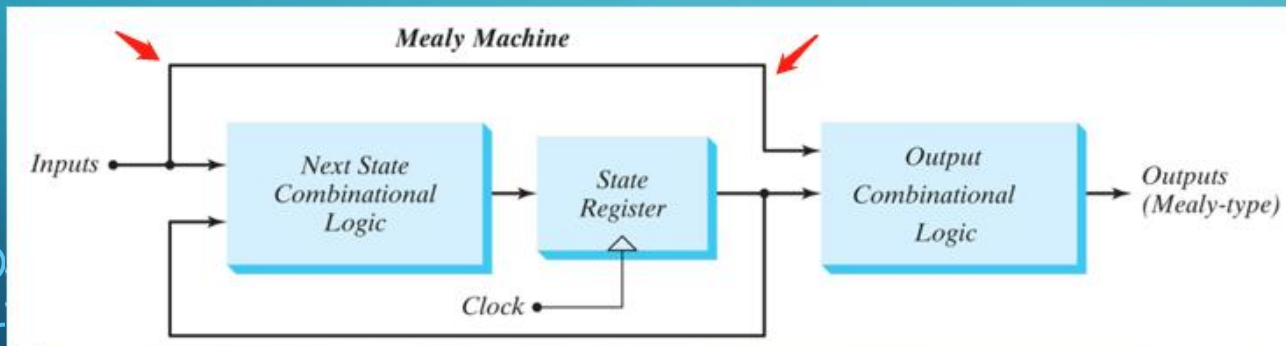 Mealy Machine
Inputs
Next State
Combinational
Logic
State
Register
Clock
Output
Combinational
Logic
Outputs
(Mealy-type)